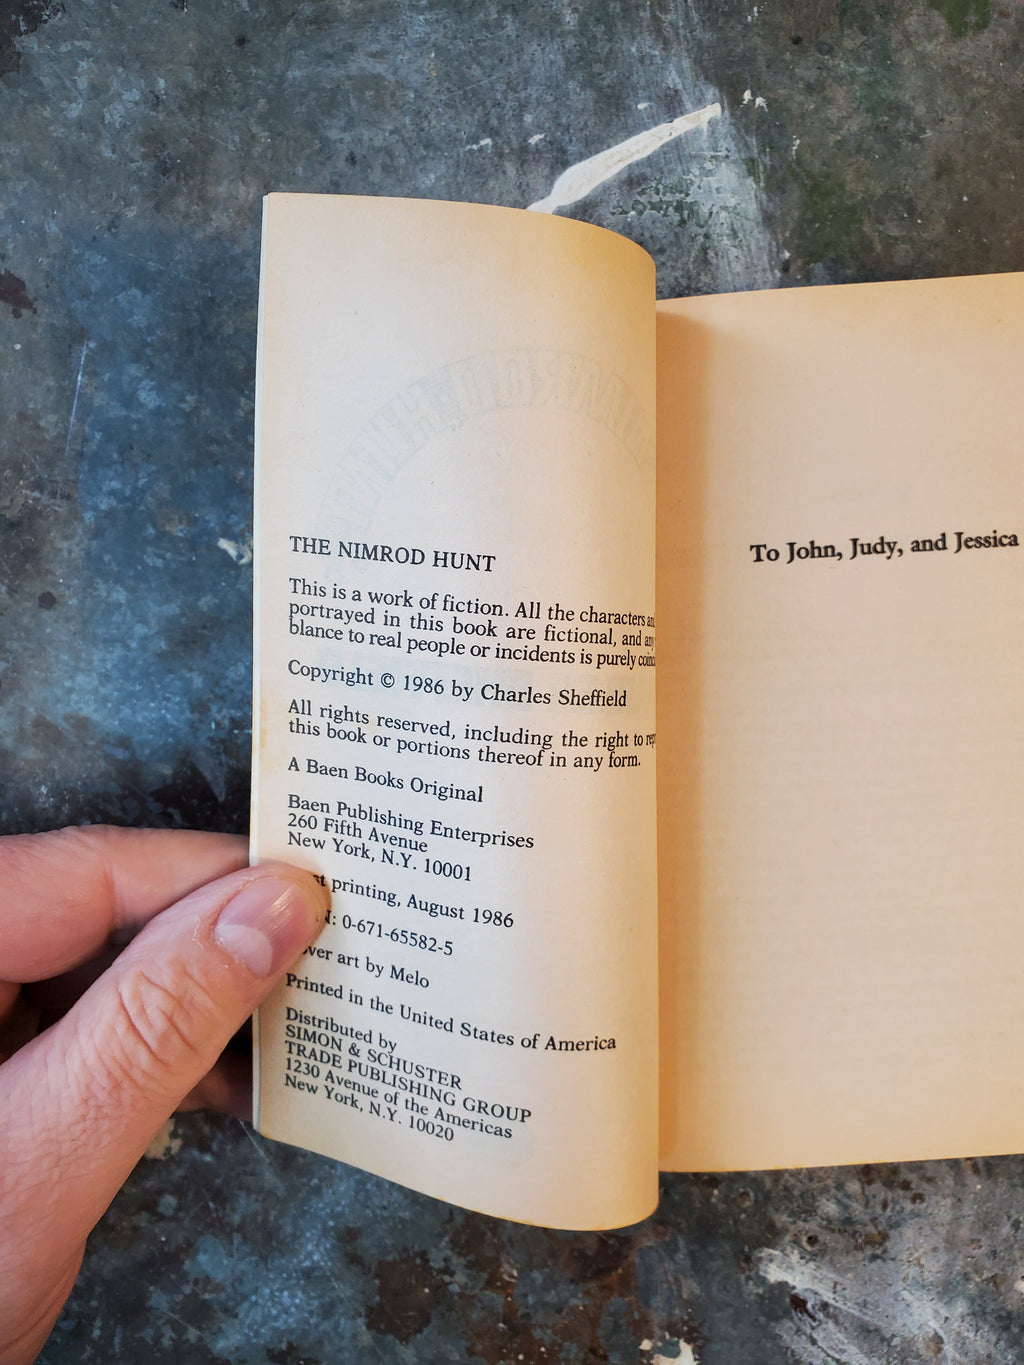 THE NIMROD HUNT
This is a work of fiction. All the characters
portrayed in this book are fictional, and
blance to real people or incidents is purely
Copyright © 1986 by Charles Sheffield
All rights reserved, including the right to
this book or portions thereof in any form.
A Baen Books Original
Baen Publishing Enterprises
260 Fifth Avenue
New York, N.Y. 10001
printing, August 1986
0-671-65582-5
art by Melo
Printed in the United States of America
Distributed by
SIMON & SCHUSTER
TRADE PUBLISHING GROUP
1230 Avenue of the Americas
New York, N.Y. 10020
To John, Judy, and Jessica